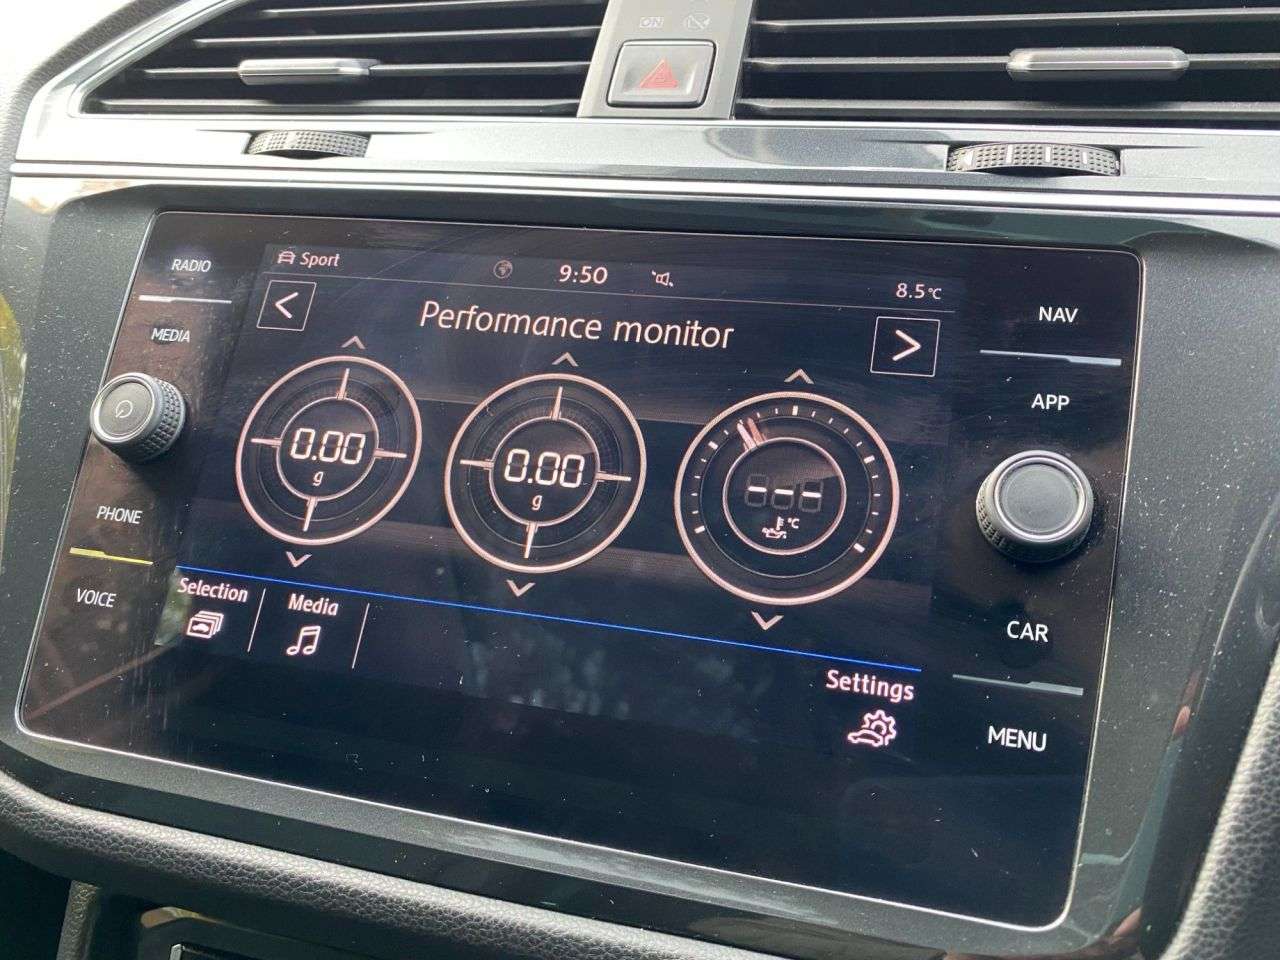 ON
RADIO
MEDIA
PHONE
VOICE
Sport
9:50
8.5°C
Performance monitor
0.00
g
0.00
g
---
°C
Selection
Media
Settings
NAV
APP
CAR
MENU